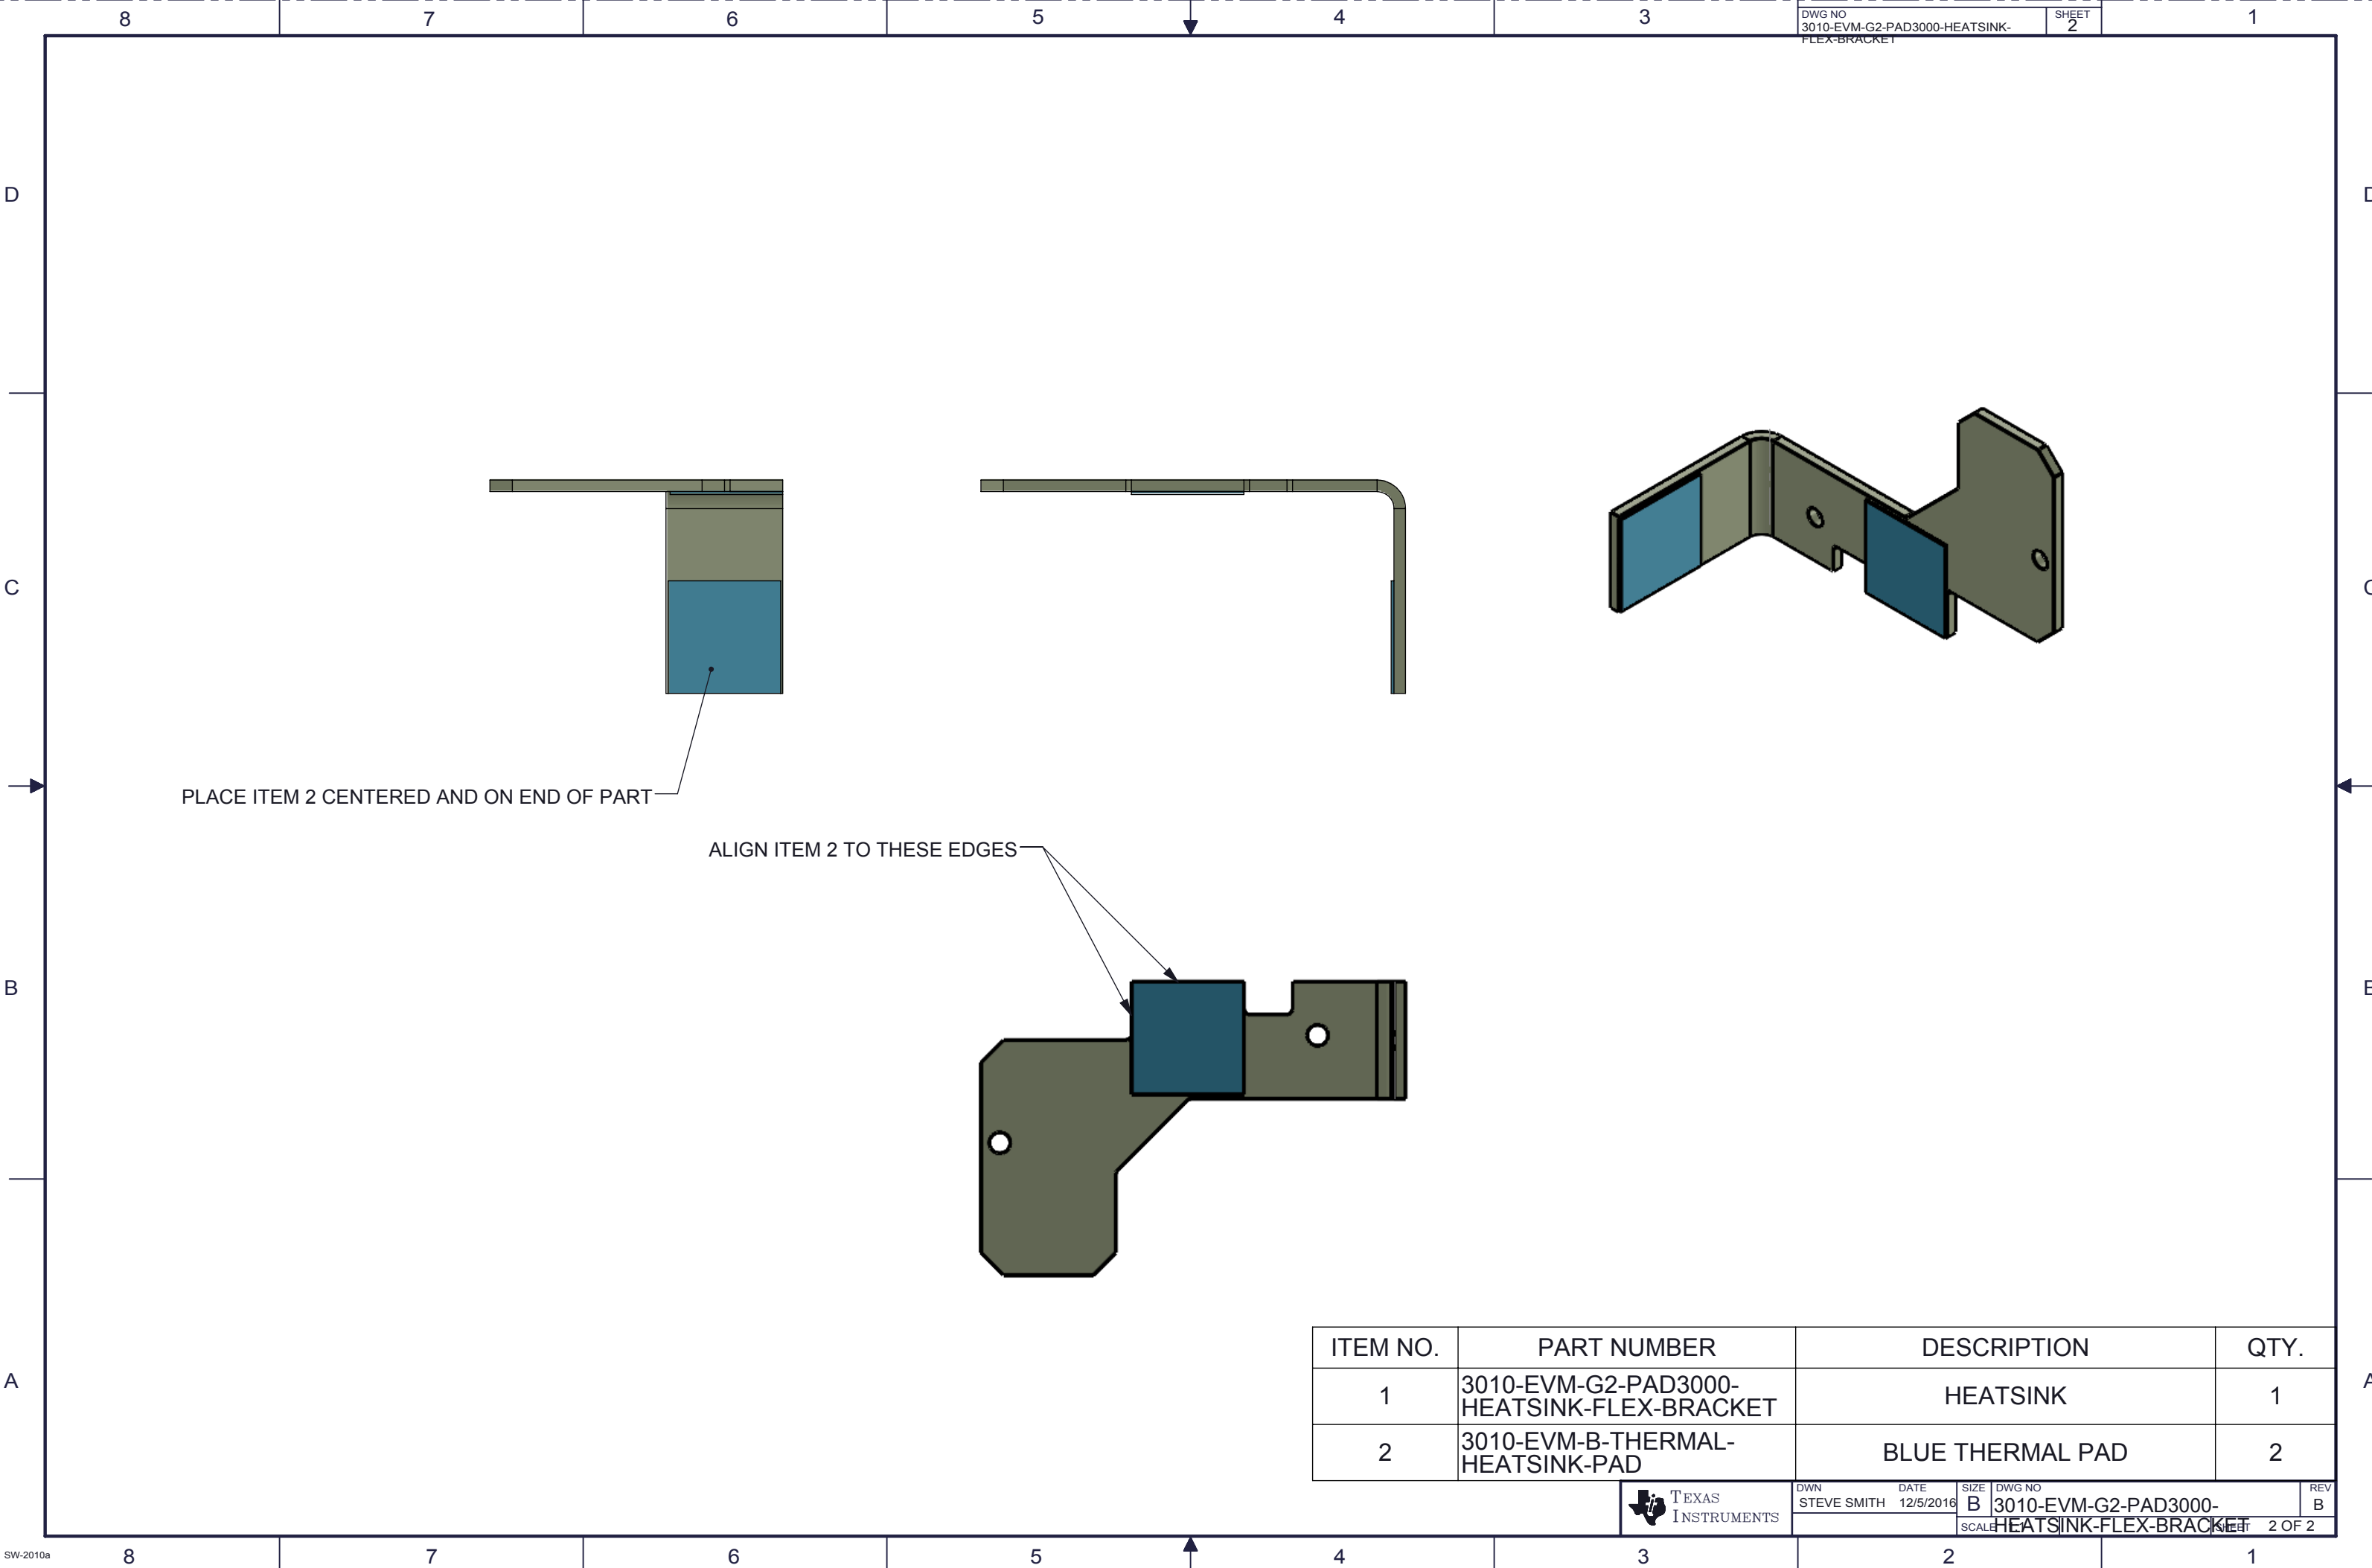 8 7 6 5 4 3 1
DWG NO
3010-EVM-G2-PAD3000-HEATSINK-
FLEX-BRACKET
SHEET
2
D D
C C
PLACE ITEM 2 CENTERED AND ON END OF PART
ALIGN ITEM 2 TO THESE EDGES
B B
A A
ITEM NO. PART NUMBER DESCRIPTION QTY.
1 3010-EVM-G2-PAD3000- HEATSINK 1
HEATSINK-FLEX-BRACKET
2 3010-EVM-B-THERMAL- BLUE THERMAL PAD 2
HEATSINK-PAD
TEXAS
INSTRUMENTS
DWN DATE
STEVE SMITH 12/5/2016
SIZE
B
DWG NO
3010-EVM-G2-PAD3000-
HEATSINK-FLEX-BRACKET
REV
B
SCALE SHEET 2 OF 2
SW-2010a
8 7 6 5 4 3 2 1